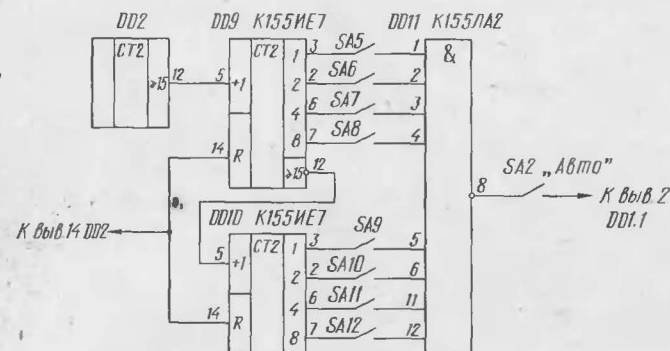 DD2
DD9 К155ИЕ7
DD11 К155ЛА2
СТ2
≥15
12
5
+1
СТ2
1
3
SA5
1
&
2
2
SA6
2
4
6
SA7
3
8
7
SA8
4
14
R
≥15
12
8
SA2 „Авто"
К выв. 2
DD1.1
К выв. 14 DD2
DD10 К155ИЕ7
5
+1
СТ2
1
3
SA9
5
2
2
SA10
6
4
6
SA11
11
14
R
8
7
SA12
12